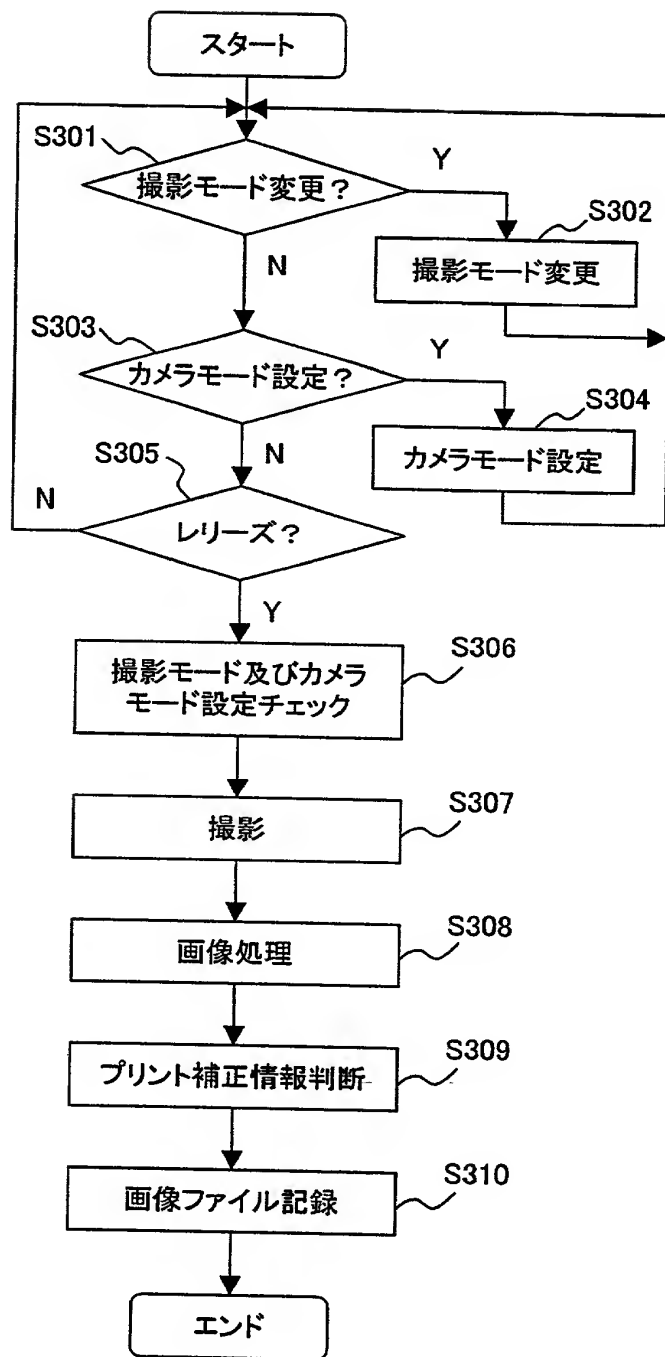 スタート
S301
撮影モード変更?
Y
S302
撮影モード変更
N
S303
カメラモード設定?
Y
S304
カメラモード設定
N
S305
N
レリーズ?
Y
S306
撮影モード及びカメラ
モード設定チェック
S307
撮影
S308
画像処理
S309
プリント補正情報判断
S310
画像ファイル記録
エンド